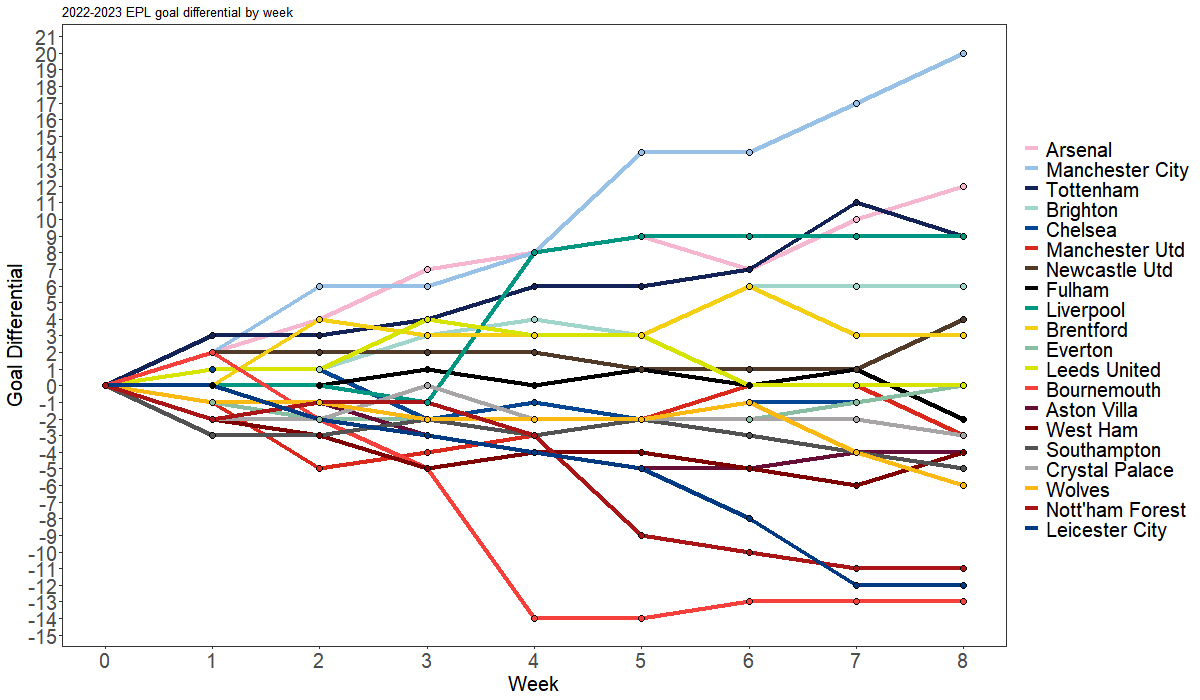 2022-2023 EPL goal differential by week
21
20
19
18
17
16
15
14
13
12
11
10
9
8
7
6
5
4
3
2
1
0
-1
-2
-3
-4
-5
-6
-7
-8
-9
-10
-11
-12
-13
-14
-15
Goal Differential
0 1 2 3 4 5 6 7 8
Week
Arsenal
Manchester City
Tottenham
Brighton
Chelsea
Manchester Utd
Newcastle Utd
Fulham
Liverpool
Brentford
Everton
Leeds United
Bournemouth
Aston Villa
West Ham
Southampton
Crystal Palace
Wolves
Nott'ham Forest
Leicester City